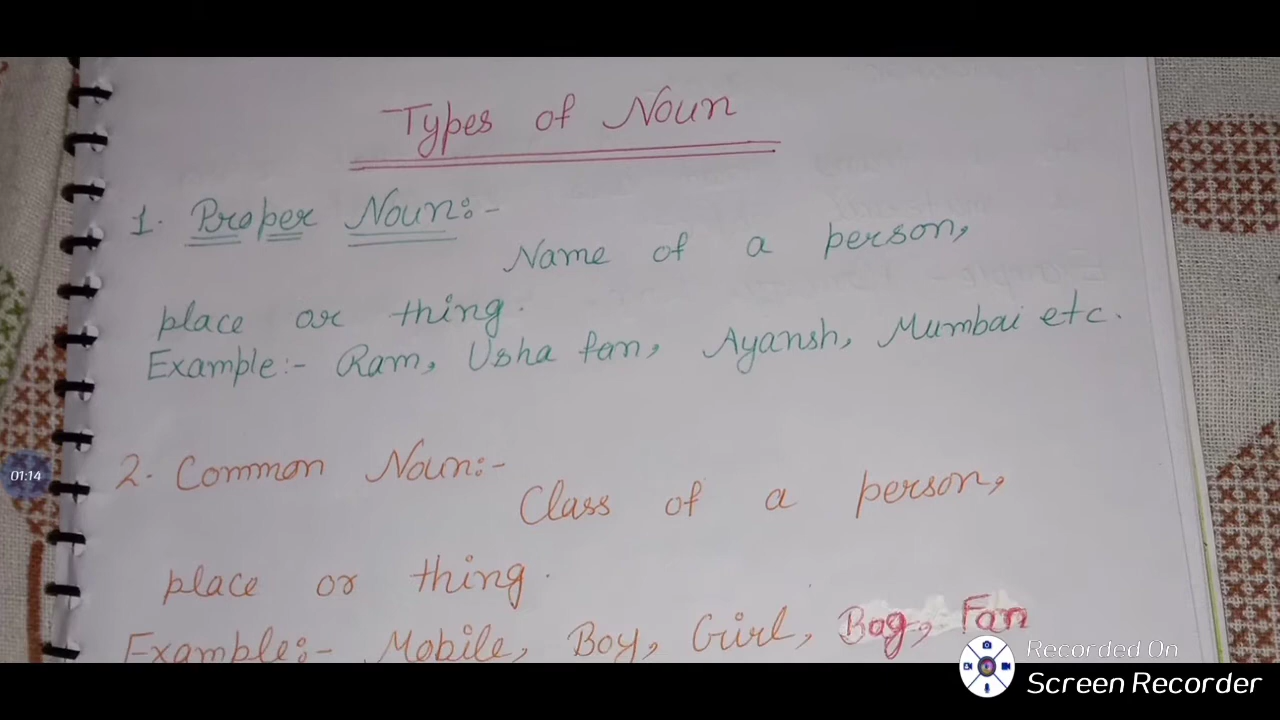 Types of Noun
1. Proper Noun:-
Name of a person,
place or thing.
Example:- Ram, Usha fan, Ayansh, Mumbai etc.
2. Common Noun:-
Class of a person,
place or thing.
Example:- Mobile, Boy, Girl, Bag, Fan
01:14
Recorded On
Screen Recorder